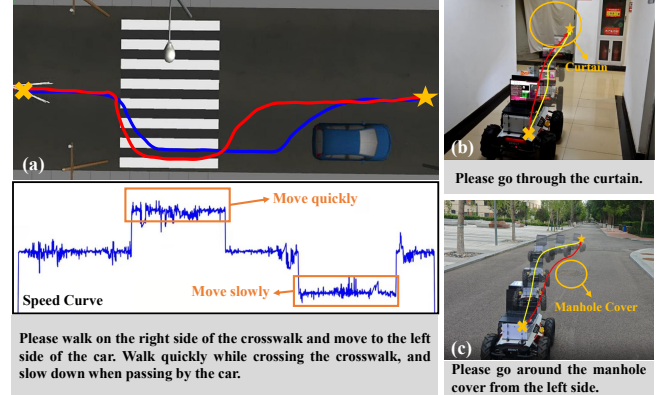 (a)
Move quickly
Move slowly
Speed Curve
Please walk on the right side of the crosswalk and move to the left
side of the car. Walk quickly while crossing the crosswalk, and
slow down when passing by the car.
Curtain
(b)
Please go through the curtain.
Manhole Cover
(c)
Please go around the manhole
cover from the left side.